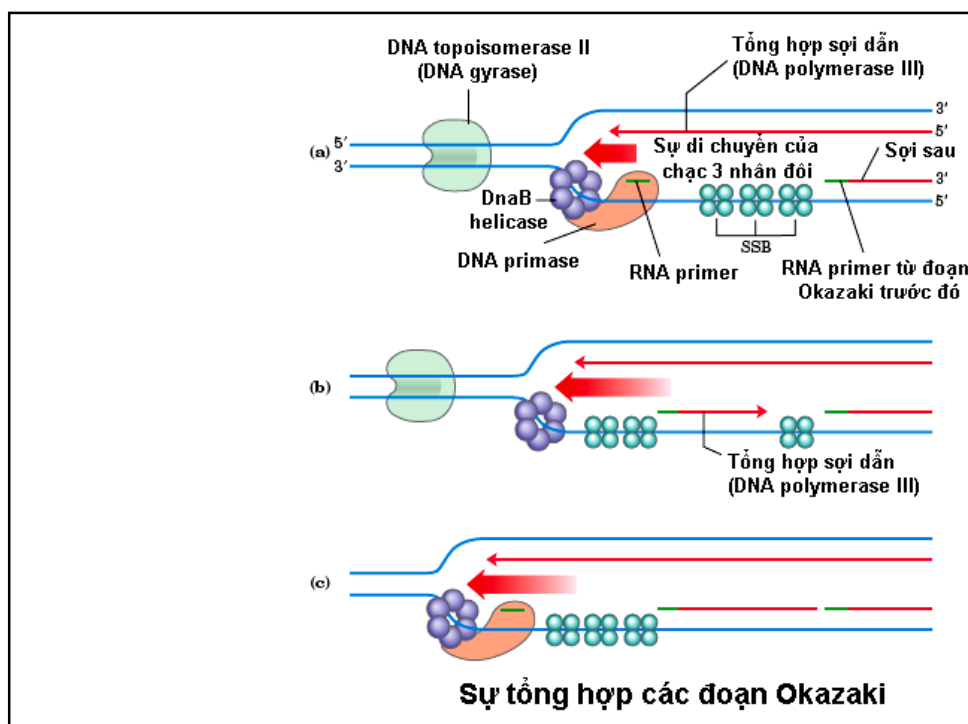 DNA topoisomerase II
(DNA gyrase)
Tổng hợp sợi dẫn
(DNA polymerase III)
3′
5′
5′
(a)
3′
Sự di chuyển của
chạc 3 nhân đôi
Sợi sau
3′
5′
DnaB
helicase
DNA primase
RNA primer
SSB
RNA primer từ đoạn
Okazaki trước đó
(b)
Tổng hợp sợi dẫn
(DNA polymerase III)
(c)
Sự tổng hợp các đoạn Okazaki